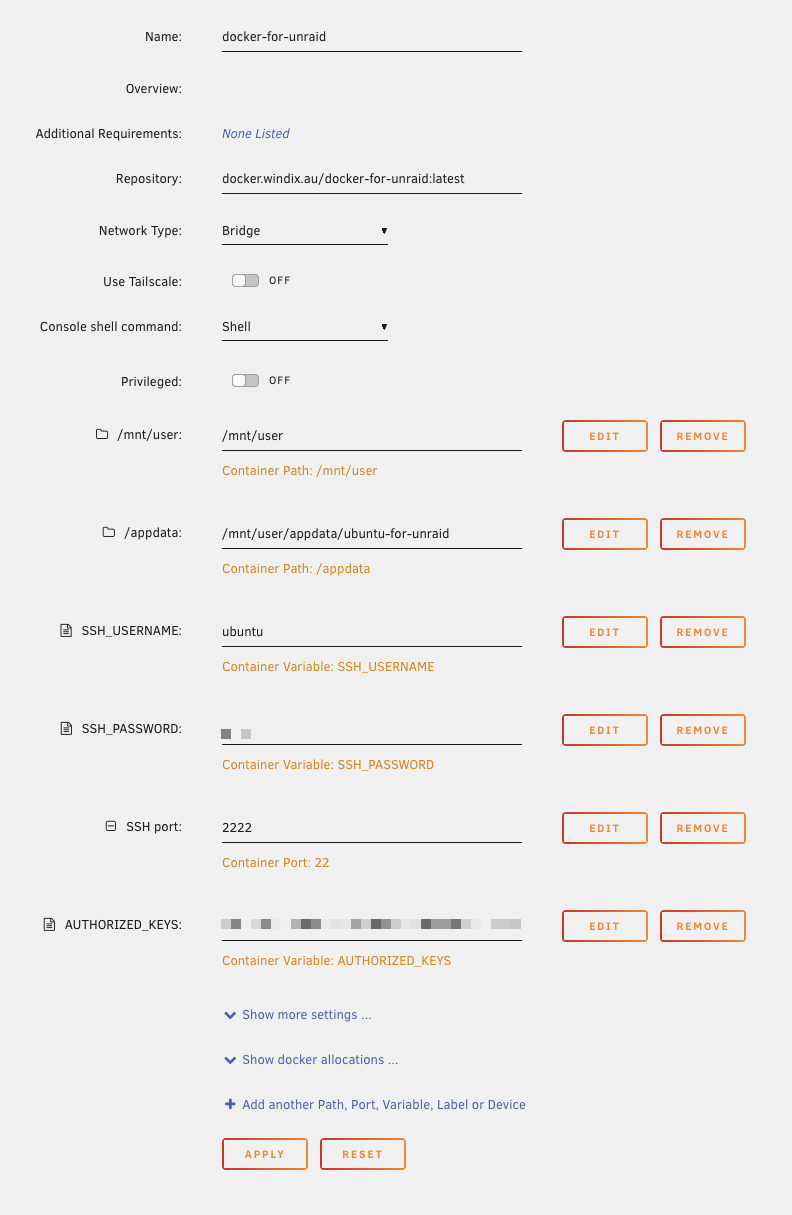 Name: docker-for-unraid
Overview:
Additional Requirements: None Listed
Repository: docker.windix.au/docker-for-unraid:latest
Network Type: Bridge
Use Tailscale: OFF
Console shell command: Shell
Privileged: OFF
/mnt/user: /mnt/user EDIT REMOVE
Container Path: /mnt/user
/appdata: /mnt/user/appdata/ubuntu-for-unraid EDIT REMOVE
Container Path: /appdata
SSH_USERNAME: ubuntu EDIT REMOVE
Container Variable: SSH_USERNAME
SSH_PASSWORD: EDIT REMOVE
Container Variable: SSH_PASSWORD
SSH port: 2222 EDIT REMOVE
Container Port: 22
AUTHORIZED_KEYS: EDIT REMOVE
Container Variable: AUTHORIZED_KEYS
Show more settings ...
Show docker allocations ...
Add another Path, Port, Variable, Label or Device
APPLY RESET